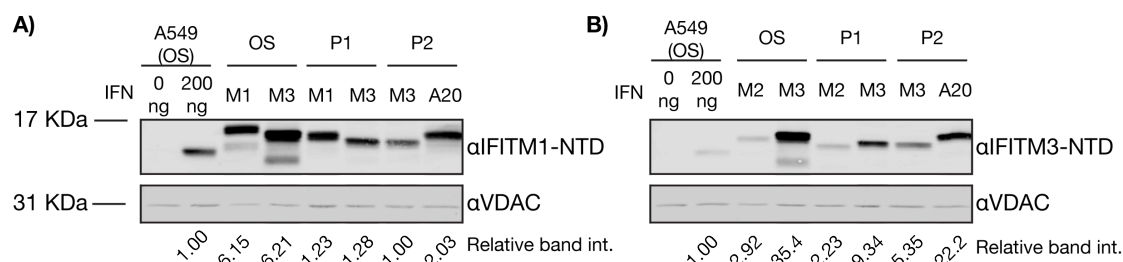 A)
A549
(OS)
OS P1 P2
IFN
0
ng
200
ng
M1 M3 M1 M3 M3 A20
17 KDa
αIFITM1-NTD
31 KDa
αVDAC
1.00 6.15 6.21 1.23 1.28 1.00 2.03
Relative band int.
B)
A549
(OS)
OS P1 P2
IFN
0
ng
200
ng
M2 M3 M2 M3 M3 A20
17 KDa
αIFITM3-NTD
31 KDa
αVDAC
1.00 2.92 35.4 2.23 9.34 5.35 22.2
Relative band int.